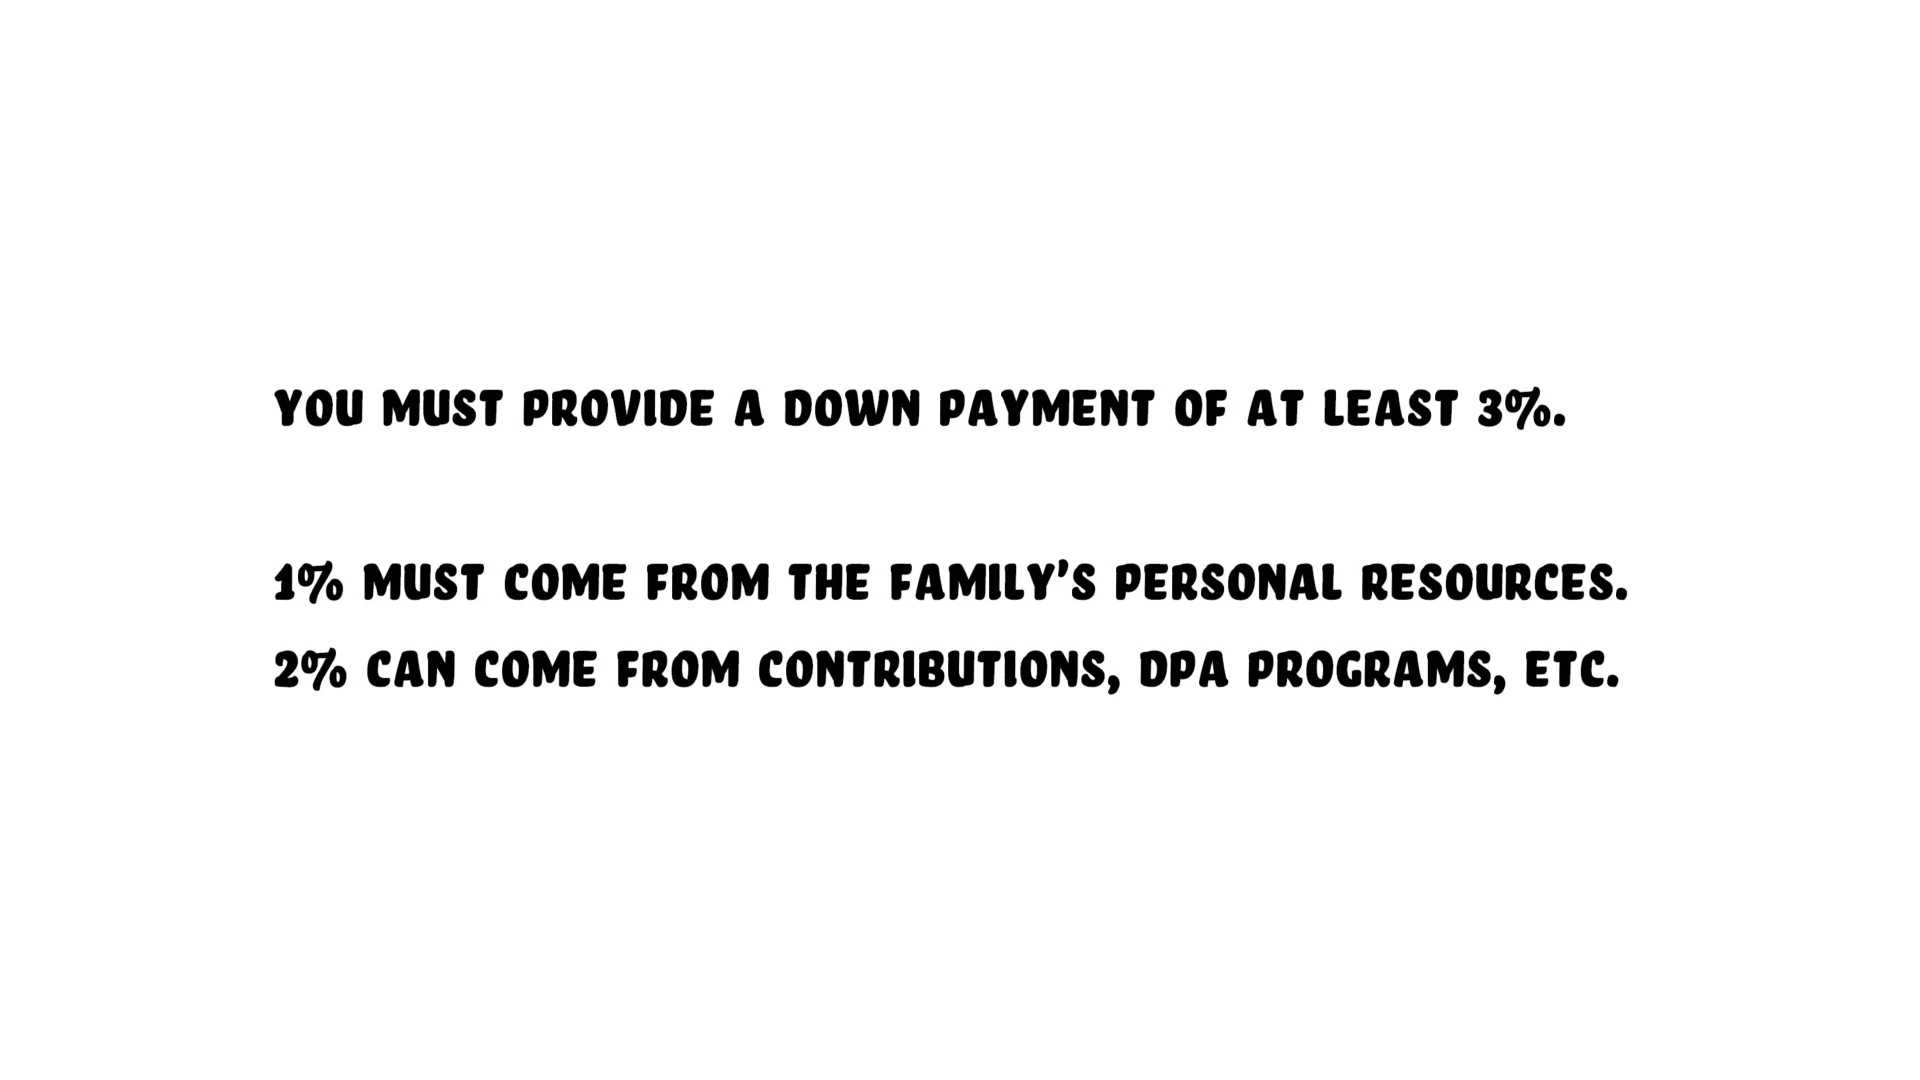 YOU MUST PROVIDE A DOWN PAYMENT OF AT LEAST 3%.
1% MUST COME FROM THE FAMILY'S PERSONAL RESOURCES.
2% CAN COME FROM CONTRIBUTIONS, DPA PROGRAMS, ETC.